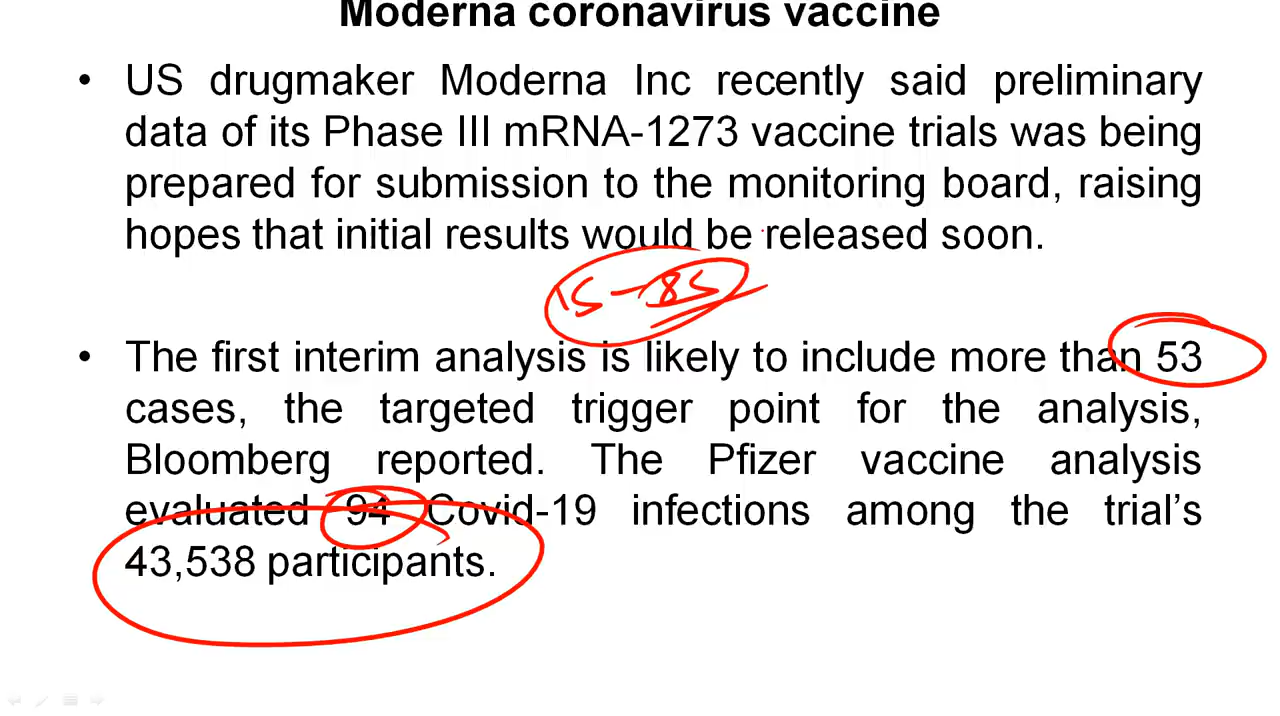 Moderna coronavirus vaccine
• US drugmaker Moderna Inc recently said preliminary
data of its Phase III mRNA-1273 vaccine trials was being
prepared for submission to the monitoring board, raising
hopes that initial results would be released soon.
15-85
• The first interim analysis is likely to include more than 53
cases, the targeted trigger point for the analysis,
Bloomberg reported. The Pfizer vaccine analysis
evaluated 94 Covid-19 infections among the trial's
43,538 participants.